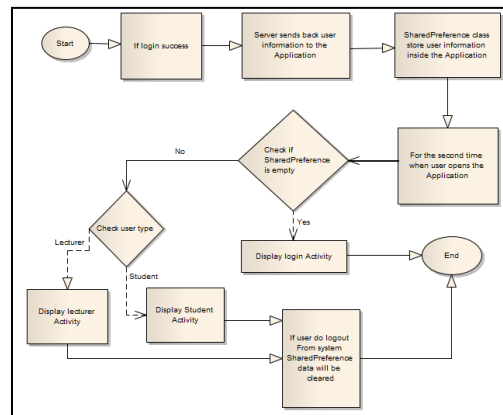 Start
If login success
Server sends back user
information to the
Application
SharedPreference class
store user information
inside the Application
For the second time
when user opens the
Application
Check if
SharedPreference
is empty
No
Yes
Check user type
Lecturer
Student
Display login Activity
End
Display lecturer
Activity
Display Student
Activity
If user do logout
From system
SharedPreference
data will be
cleared